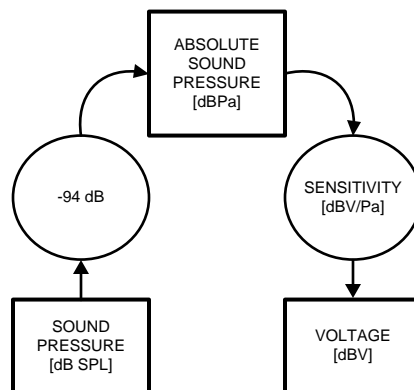 ABSOLUTE
SOUND
PRESSURE
[dBPa]
-94 dB
SENSITIVITY
[dBV/Pa]
SOUND
PRESSURE
[dB SPL]
VOLTAGE
[dBV]